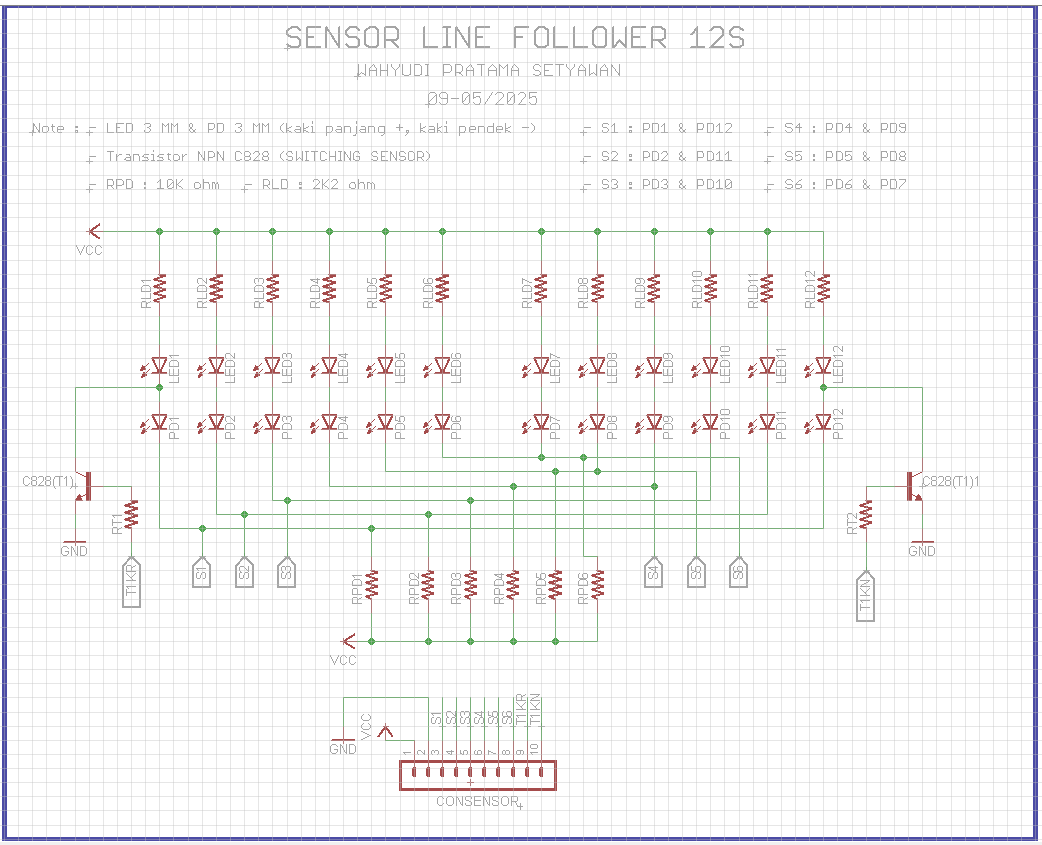 SENSOR LINE FOLLOWER 12S
WAHYUDI PRATAMA SETYAWAN
09-05/2025
Note : - LED 3 MM & PD 3 MM (kaki panjang +, kaki pendek -) - S1 : PD1 & PD12 - S4 : PD4 & PD9
- Transistor NPN C828 (SWITCHING SENSOR) - S2 : PD2 & PD11 - S5 : PD5 & PD8
- RPD : 10K ohm - RLD : 2K2 ohm - S3 : PD3 & PD10 - S6 : PD6 & PD7
VCC
RLD1 RLD2 RLD3 RLD4 RLD5 RLD6 RLD7 RLD8 RLD9 RLD10 RLD11 RLD12
LED1 LED2 LED3 LED4 LED5 LED6 LED7 LED8 LED9 LED10 LED11 LED12
PD1 PD2 PD3 PD4 PD5 PD6 PD7 PD8 PD9 PD10 PD11 PD12
C828(T1) C828(T1)1
RT1 RT2
GND GND
T1KR S1 S2 S3 S4 S5 S6 T1KN
RPD1 RPD2 RPD3 RPD4 RPD5 RPD6
VCC
S1 S2 S3 S4 S5 S6 T1KR T1KN
VCC
GND
1 2 3 4 5 6 7 8 9 10
CONSENSOR